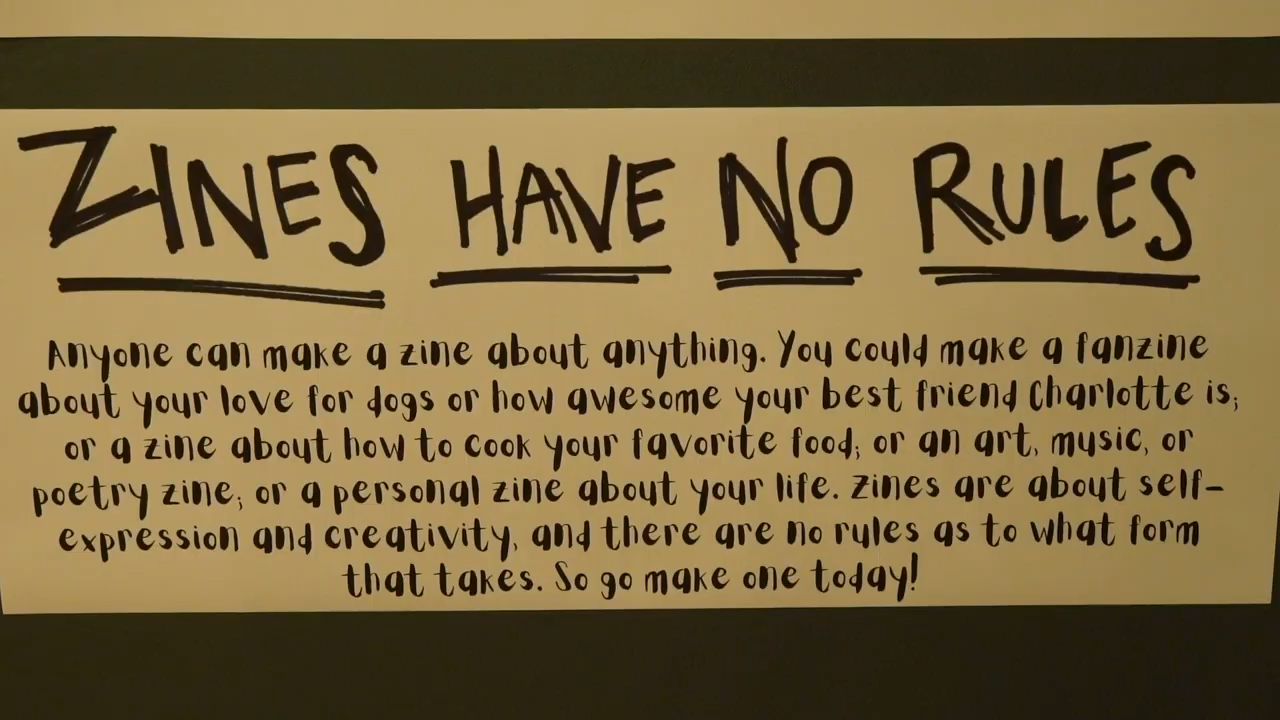 ZINES HAVE NO RULES
Anyone can make a zine about anything. You could make a fanzine
about your love for dogs or how awesome your best friend Charlotte is;
or a zine about how to cook your favorite food; or an art, music, or
poetry zine; or a personal zine about your life. Zines are about self-
expression and creativity, and there are no rules as to what form
that takes. So go make one today!